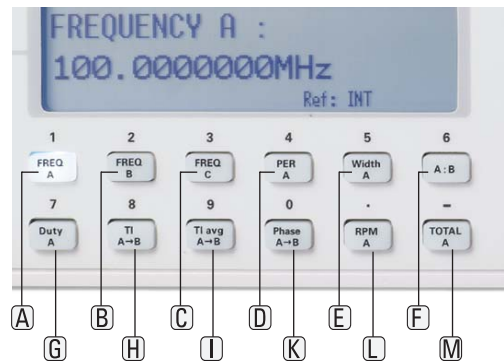 FREQUENCY A :
100.0000000MHz
Ref: INT
1 2 3 4 5 6
FREQ A FREQ B FREQ C PER A Width A A:B
7 8 9 0 . -
Duty A TI A→B TI avg A→B Phase A→B RPM A TOTAL A
A B C D E F
G H I K L M